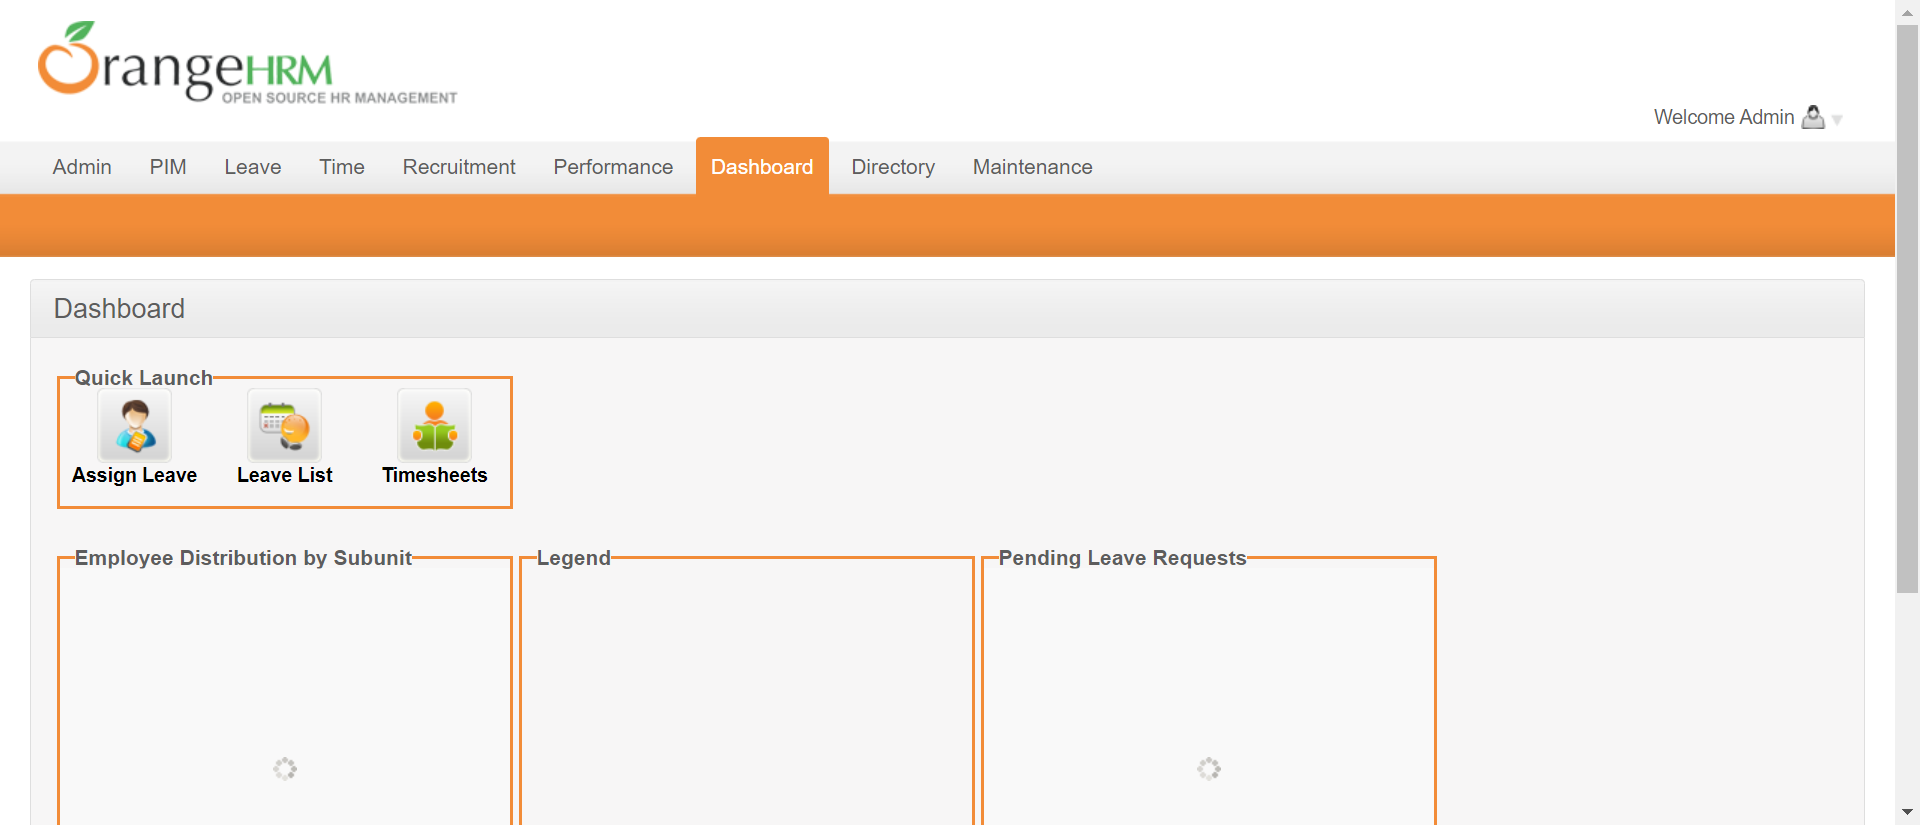 OrangeHRM
OPEN SOURCE HR MANAGEMENT
Welcome Admin
Admin PIM Leave Time Recruitment Performance Dashboard Directory Maintenance
Dashboard
Quick Launch
Assign Leave Leave List Timesheets
Employee Distribution by Subunit Legend Pending Leave Requests